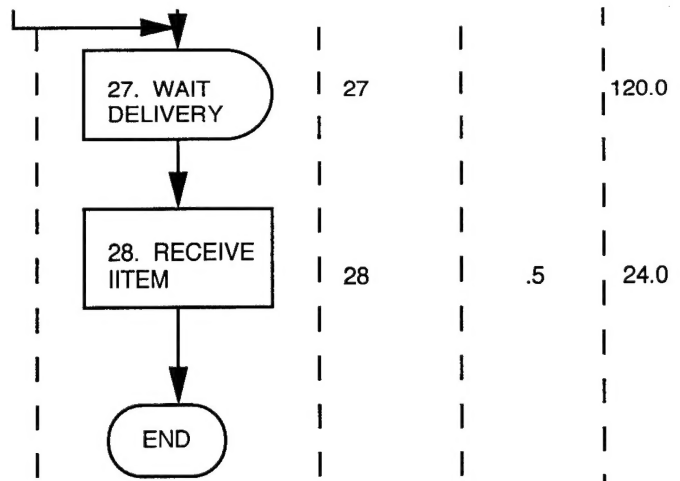 27. WAIT
DELIVERY
27
120.0
28. RECEIVE
IITEM
28
.5
24.0
END